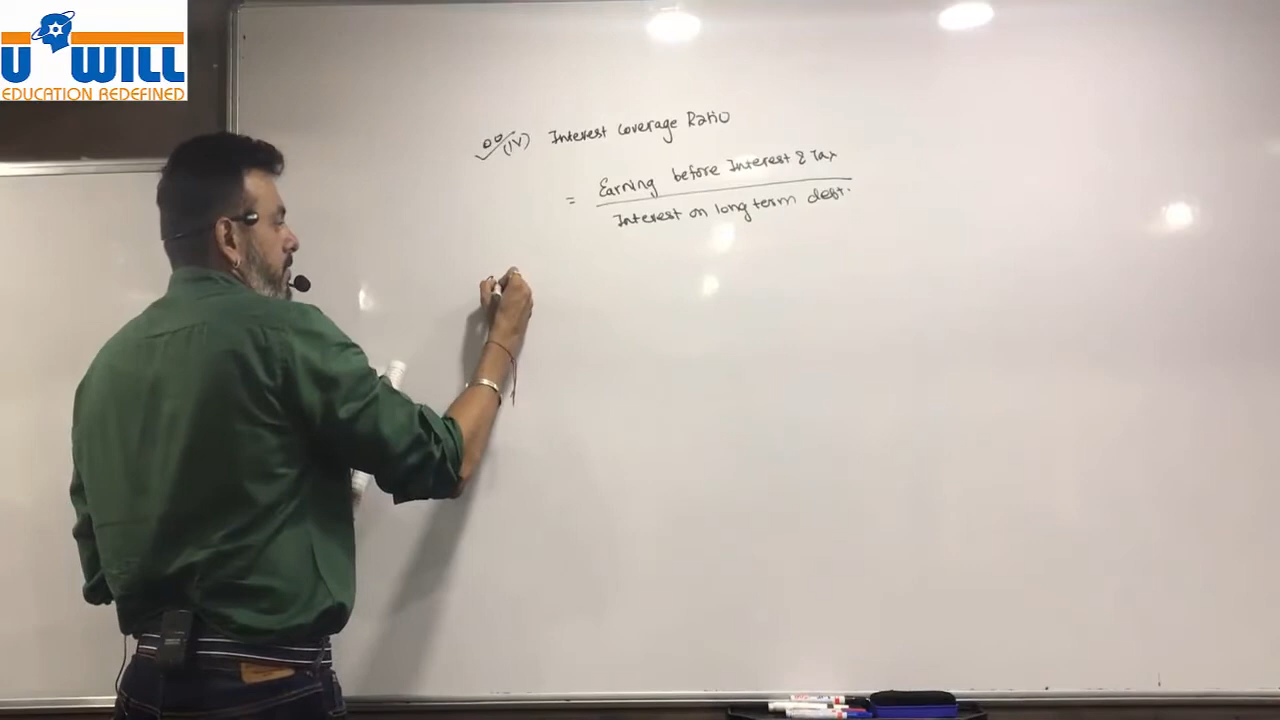 U WILL
EDUCATION REDEFINED
(iv) Interest Coverage Ratio
= Earning before Interest & Tax
Interest on long term debt.